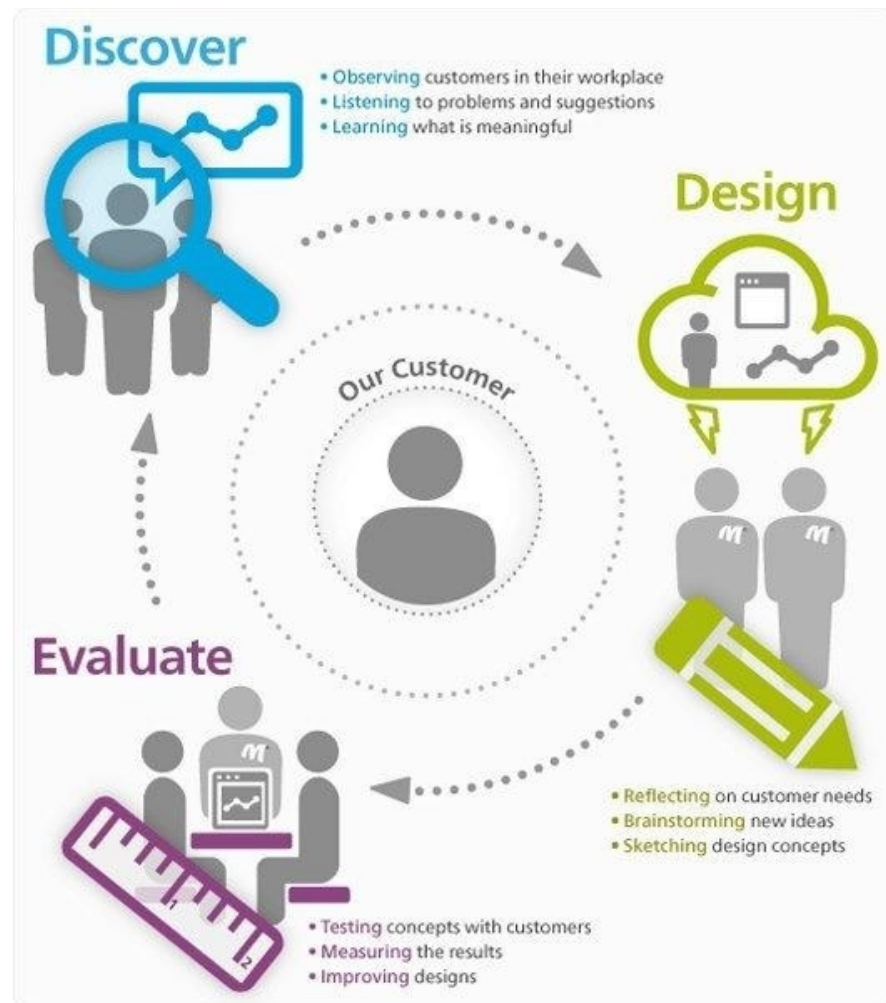 Discover
• Observing customers in their workplace
• Listening to problems and suggestions
• Learning what is meaningful
Design
Our Customer
M
M
• Reflecting on customer needs
• Brainstorming new ideas
• Sketching design concepts
Evaluate
M
1
2
• Testing concepts with customers
• Measuring the results
• Improving designs